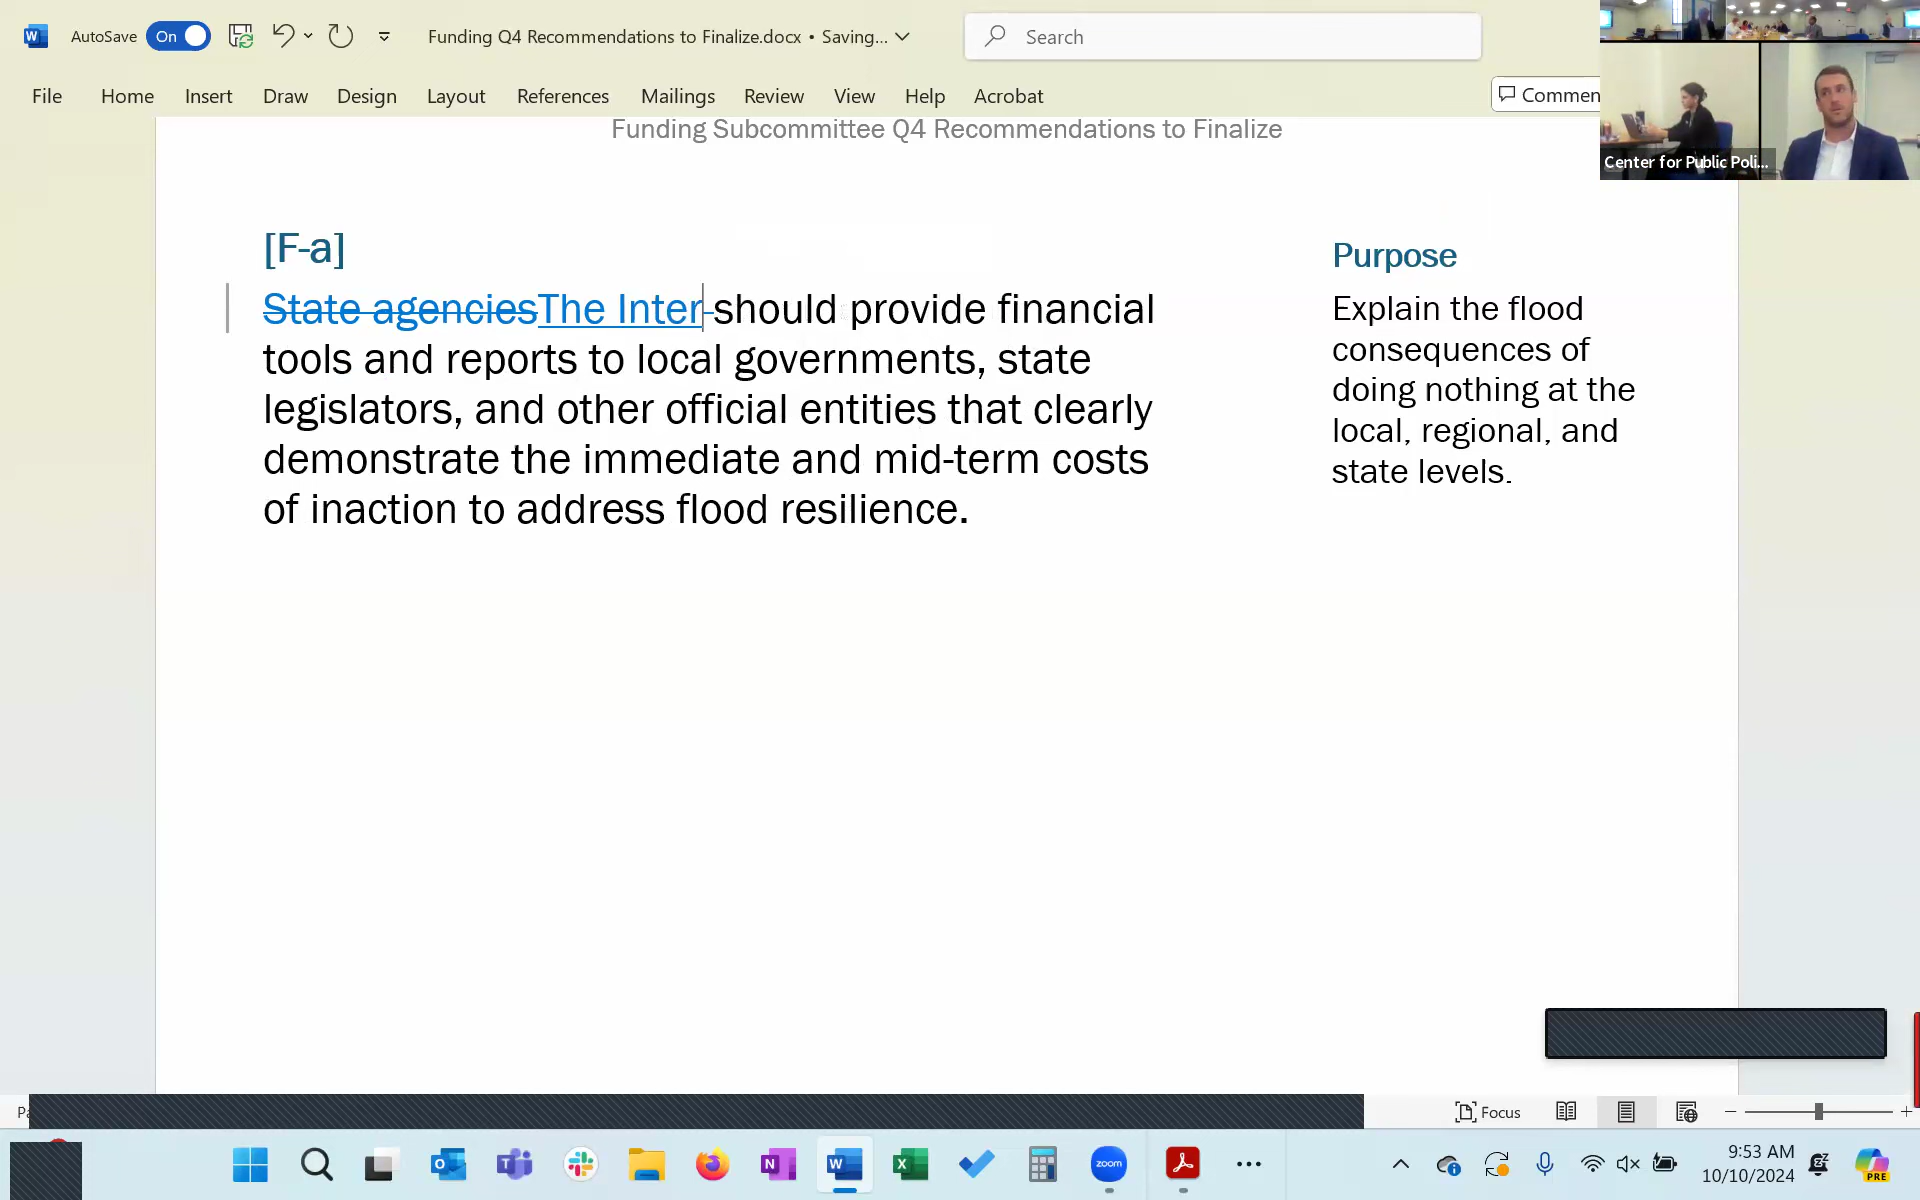 AutoSave On Funding Q4 Recommendations to Finalize.docx • Saving... Search
File Home Insert Draw Design Layout References Mailings Review View Help Acrobat Commen
Center for Public Poli...
Funding Subcommittee Q4 Recommendations to Finalize
[F-a]
State agenciesThe Inter should provide financial
tools and reports to local governments, state
legislators, and other official entities that clearly
demonstrate the immediate and mid-term costs
of inaction to address flood resilience.
Purpose
Explain the flood
consequences of
doing nothing at the
local, regional, and
state levels.
Focus
zoom
9:53 AM
10/10/2024
PRE